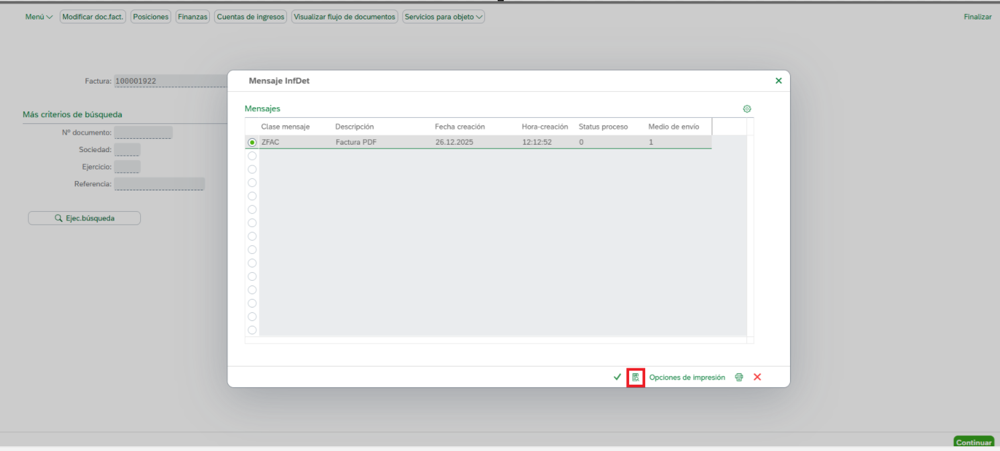 Menú Modificar doc.fact. Posiciones Finanzas Cuentas de ingresos Visualizar flujo de documentos Servicios para objeto Finalizar
Factura: 100001922
Más criterios de búsqueda
Nº documento:
Sociedad:
Ejercicio:
Referencia:
Ejec.búsqueda
Mensaje InfDet
Mensajes
Clase mensaje Descripción Fecha creación Hora-creación Status proceso Medio de envío
ZFAC Factura PDF 26.12.2025 12:12:52 0 1
Opciones de impresión
Continuar